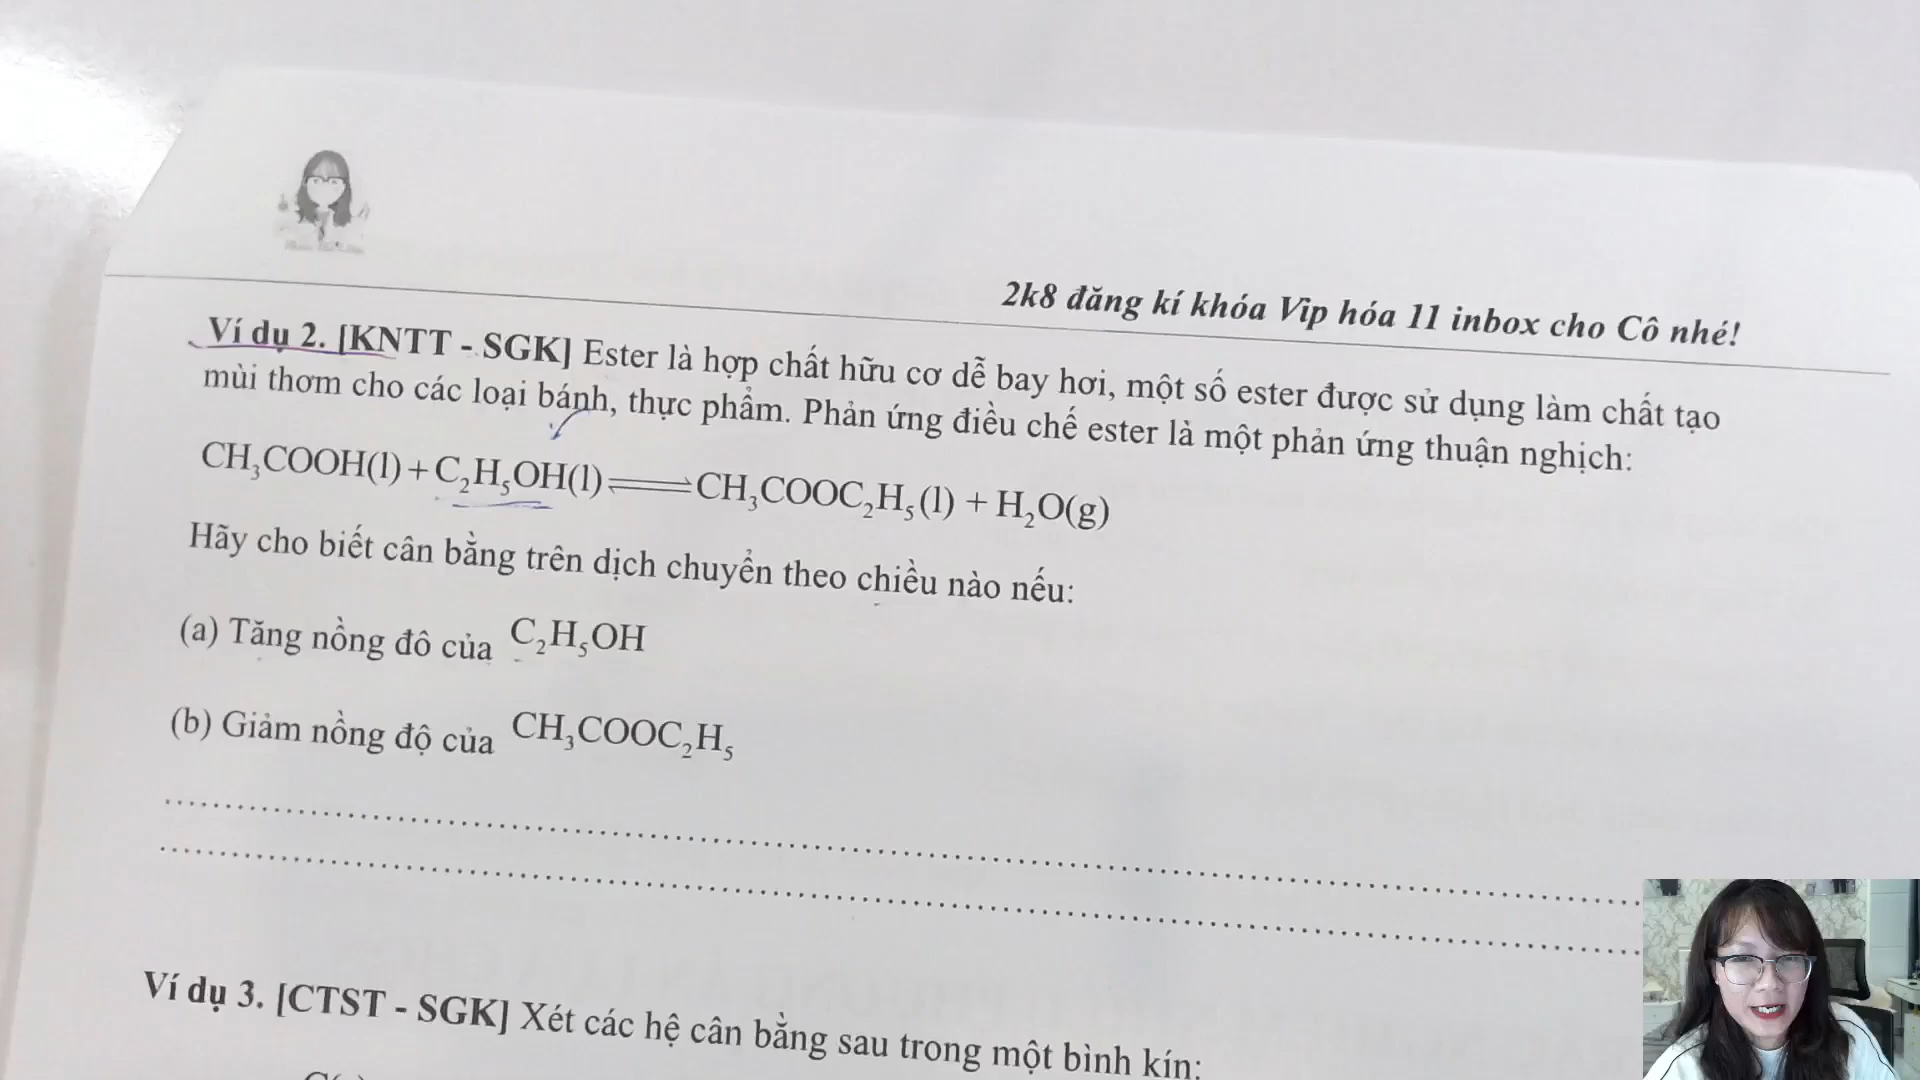 2k8 đăng kí khóa Vip hóa 11 inbox cho Cô nhé!
Ví dụ 2. [KNTT - SGK] Ester là hợp chất hữu cơ dễ bay hơi, một số ester được sử dụng làm chất tạo
mùi thơm cho các loại bánh, thực phẩm. Phản ứng điều chế ester là một phản ứng thuận nghịch:
CH₃COOH(l) + C₂H₅OH(l) ⇌ CH₃COOC₂H₅(l) + H₂O(g)
Hãy cho biết cân bằng trên dịch chuyển theo chiều nào nếu:
(a) Tăng nồng đô của C₂H₅OH
(b) Giảm nồng độ của CH₃COOC₂H₅
Ví dụ 3. [CTST - SGK] Xét các hệ cân bằng sau trong một bình kín: